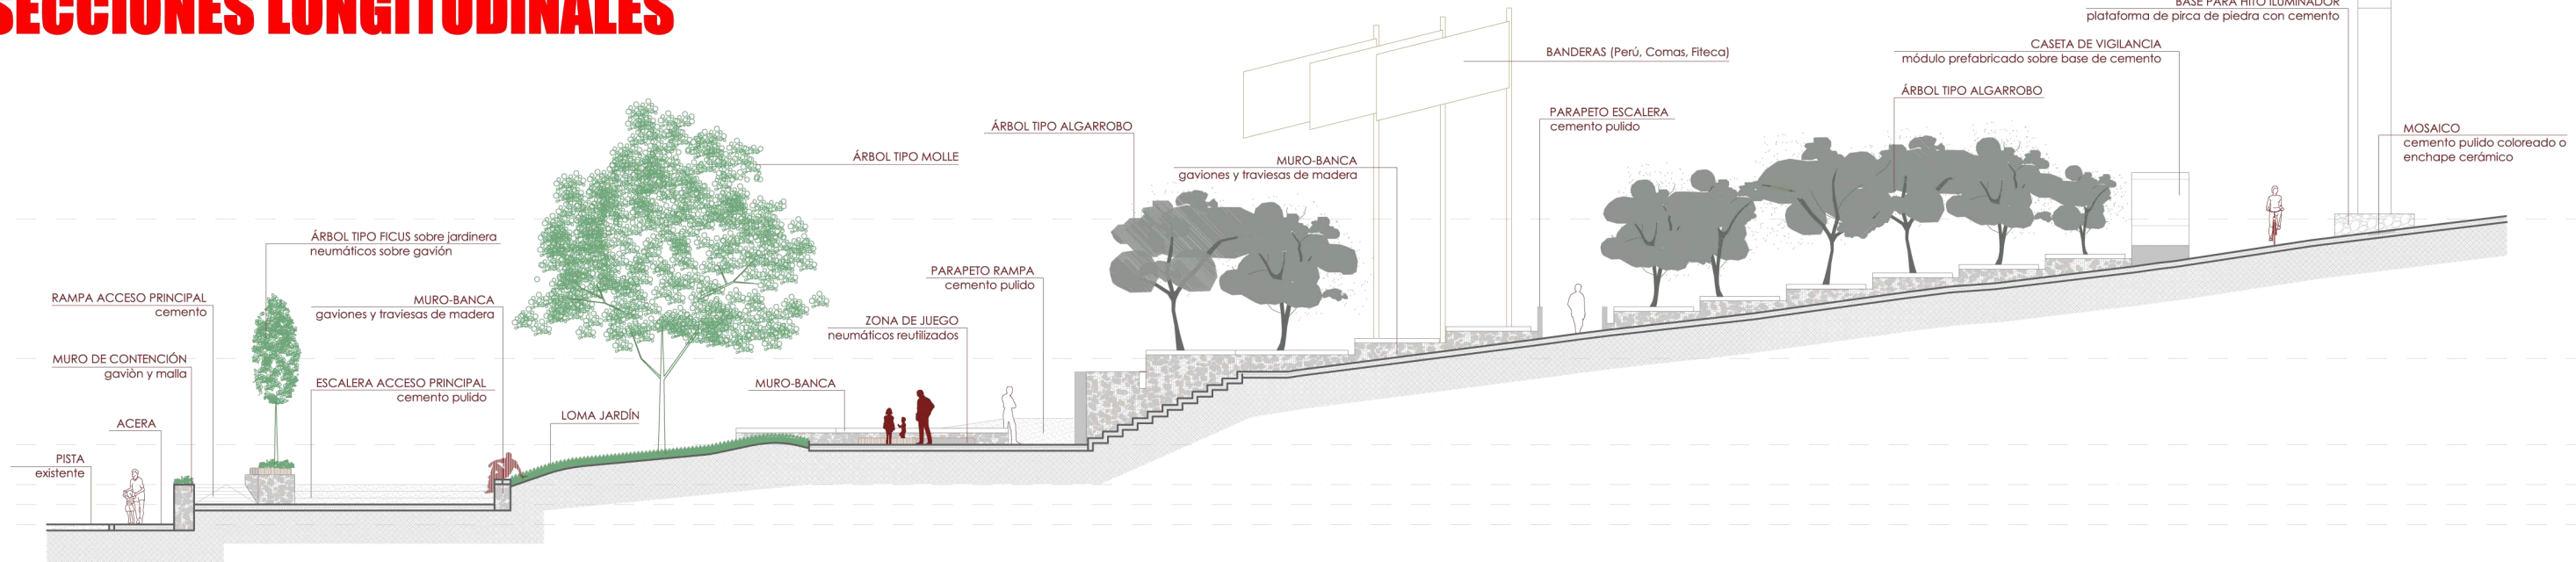 SECCIONES LONGITUDINALES
BASE PARA HITO ILUMINADOR
plataforma de pirca de piedra con cemento
BANDERAS (Perú, Comas, Fiteca)
CASETA DE VIGILANCIA
módulo prefabricado sobre base de cemento
ÁRBOL TIPO ALGARROBO
PARAPETO ESCALERA
cemento pulido
MOSAICO
cemento pulido coloreado o
enchape cerámico
ÁRBOL TIPO ALGARROBO
ÁRBOL TIPO MOLLE
MURO-BANCA
gaviones y traviesas de madera
ÁRBOL TIPO FICUS sobre jardinera
neumáticos sobre gavión
PARAPETO RAMPA
cemento pulido
RAMPA ACCESO PRINCIPAL
cemento
MURO-BANCA
gaviones y traviesas de madera
ZONA DE JUEGO
neumáticos reutilizados
MURO DE CONTENCIÓN
gaviòn y malla
ESCALERA ACCESO PRINCIPAL
cemento pulido
MURO-BANCA
LOMA JARDÍN
ACERA
PISTA
existente